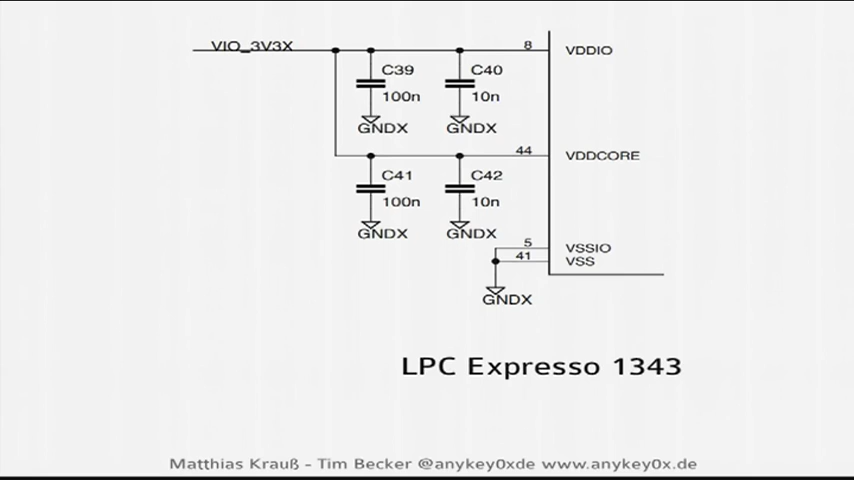 VIO_3V3X
8 VDDIO
C39 C40
100n 10n
GNDX GNDX
44 VDDCORE
C41 C42
100n 10n
GNDX GNDX
5 VSSIO
41 VSS
GNDX
LPC Expresso 1343
Matthias Krauß - Tim Becker @anykey0xde www.anykey0x.de